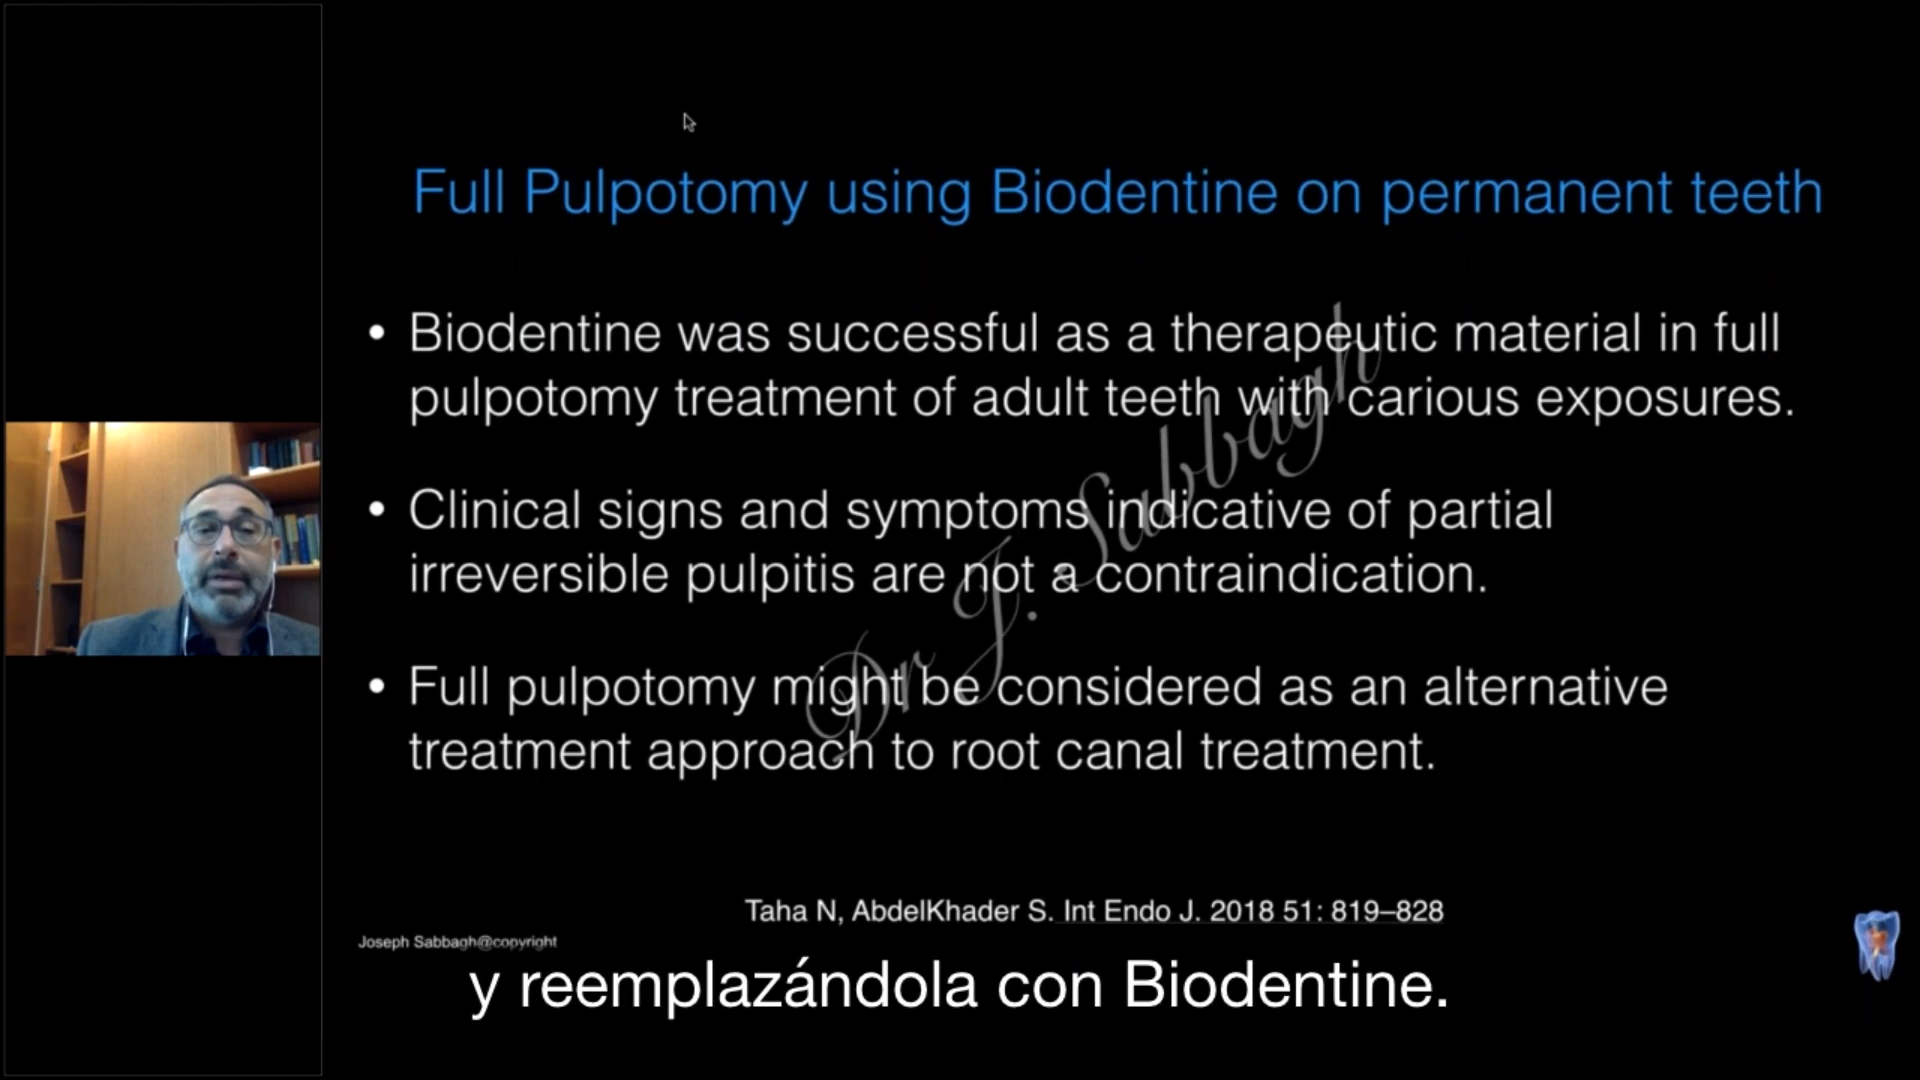 Full Pulpotomy using Biodentine on permanent teeth
• Biodentine was successful as a therapeutic material in full
pulpotomy treatment of adult teeth with carious exposures.
• Clinical signs and symptoms indicative of partial
irreversible pulpitis are not a contraindication.
• Full pulpotomy might be considered as an alternative
treatment approach to root canal treatment.
Dr J. Sabbagh
Taha N, AbdelKhader S. Int Endo J. 2018 51: 819–828
Joseph Sabbagh@copyright
y reemplazándola con Biodentine.